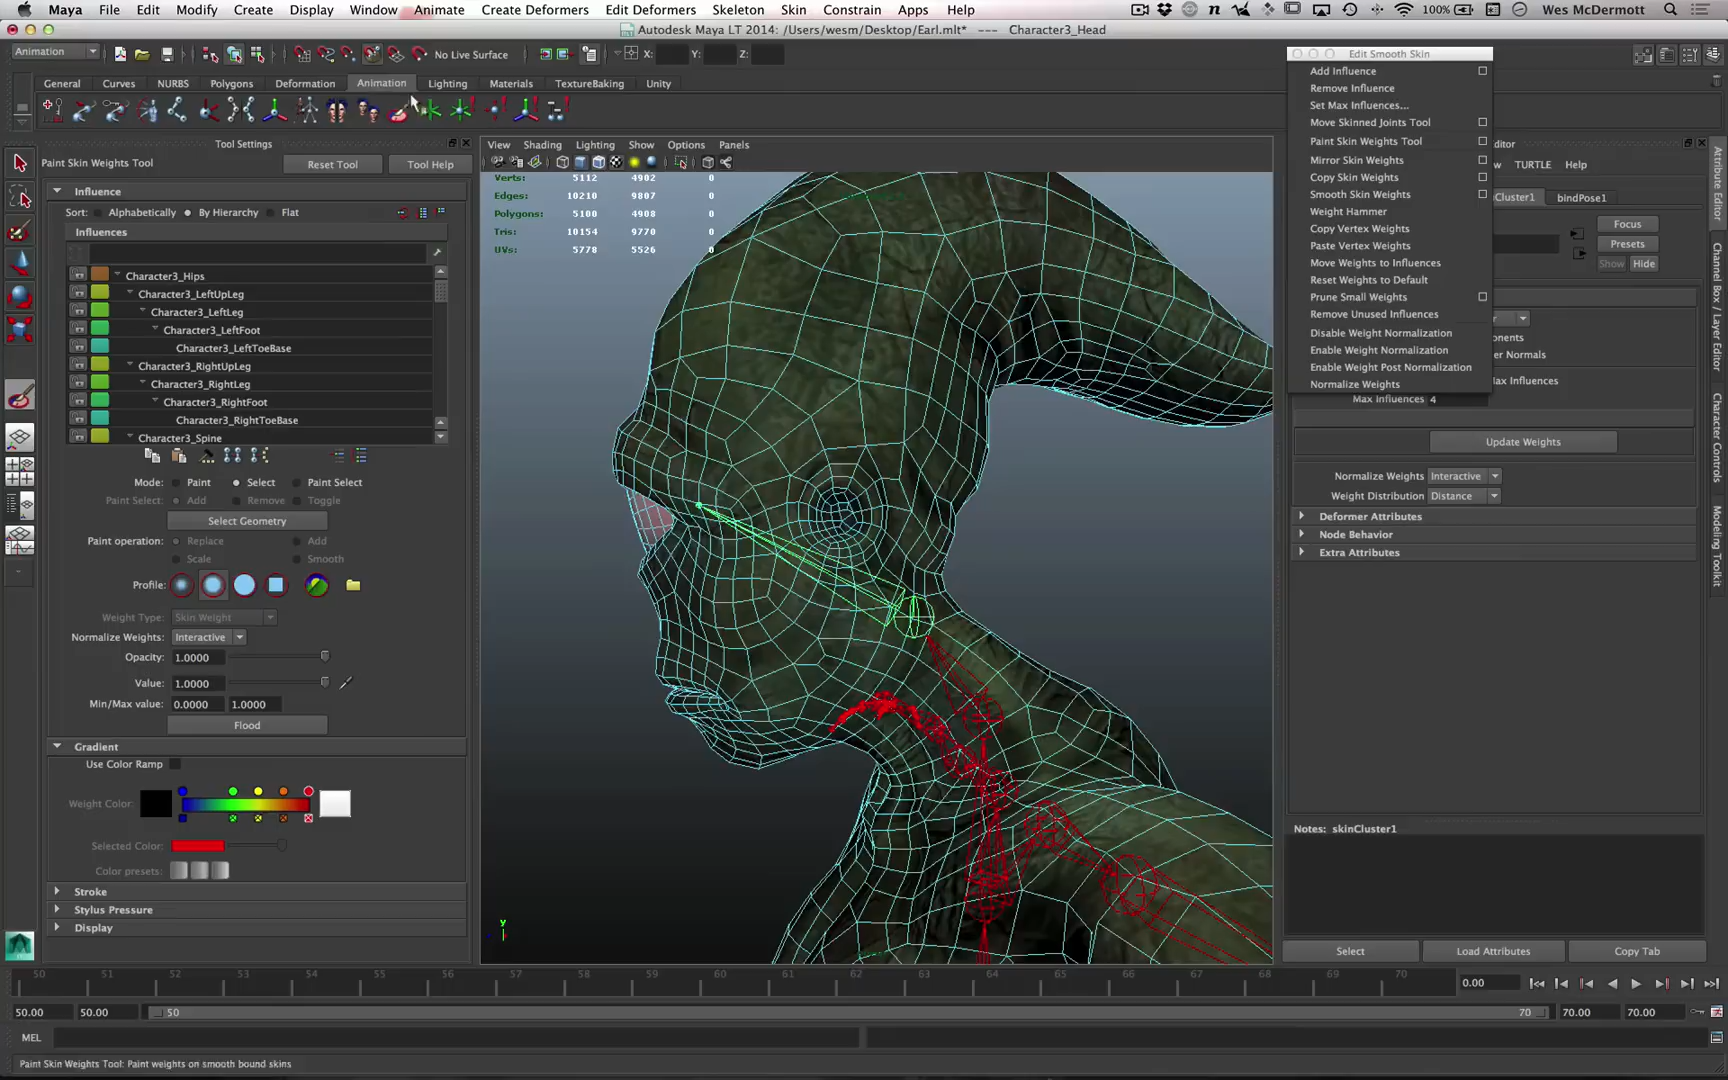 Maya File Edit Modify Create Display Window Animate Create Deformers Edit Deformers Skeleton Skin Constrain Apps Help 100% Wes McDermott
Autodesk Maya LT 2014: /Users/wesm/Desktop/Earl.mlt* --- Character3_Head
Animation No Live Surface X: Y: Z:
General Curves NURBS Polygons Deformation Animation Lighting Materials TextureBaking Unity
Tool Settings
Paint Skin Weights Tool Reset Tool Tool Help
Influence
Sort: Alphabetically By Hierarchy Flat
Influences
Character3_Hips
Character3_LeftUpLeg
Character3_LeftLeg
Character3_LeftFoot
Character3_LeftToeBase
Character3_RightUpLeg
Character3_RightLeg
Character3_RightFoot
Character3_RightToeBase
Character3_Spine
Mode: Paint Select Paint Select
Paint Select: Add Remove Toggle
Select Geometry
Paint operation: Replace Add
Scale Smooth
Profile:
Weight Type: Skin Weight
Normalize Weights: Interactive
Opacity: 1.0000
Value: 1.0000
Min/Max value: 0.0000 1.0000
Flood
Gradient
Use Color Ramp
Weight Color:
Selected Color:
Color presets:
Stroke
Stylus Pressure
Display
View Shading Lighting Show Options Panels
Verts: 5112 4902 0
Edges: 10210 9807 0
Polygons: 5100 4908 0
Tris: 10154 9770 0
UVs: 5778 5526 0
y
Edit Smooth Skin
Add Influence
Remove Influence
Set Max Influences...
Move Skinned Joints Tool
Paint Skin Weights Tool
Mirror Skin Weights
Copy Skin Weights
Smooth Skin Weights
Weight Hammer
Copy Vertex Weights
Paste Vertex Weights
Move Weights to Influences
Reset Weights to Default
Prune Small Weights
Remove Unused Influences
Disable Weight Normalization
Enable Weight Normalization
Enable Weight Post Normalization
Normalize Weights
TURTLE Help
bindPose1
Focus
Presets
Show Hide
Max Influences 4
Update Weights
Normalize Weights Interactive
Weight Distribution Distance
Deformer Attributes
Node Behavior
Extra Attributes
Notes: skinCluster1
Select Load Attributes Copy Tab
Attribute Editor
Channel Box / Layer Editor
Character Controls
Modeling Toolkit
50 51 52 53 54 55 56 57 58 59 60 61 62 63 64 65 66 67 68 69 70 0.00
50.00 50.00 50 70 70.00 70.00
MEL
Paint Skin Weights Tool: Paint weights on smooth bound skins